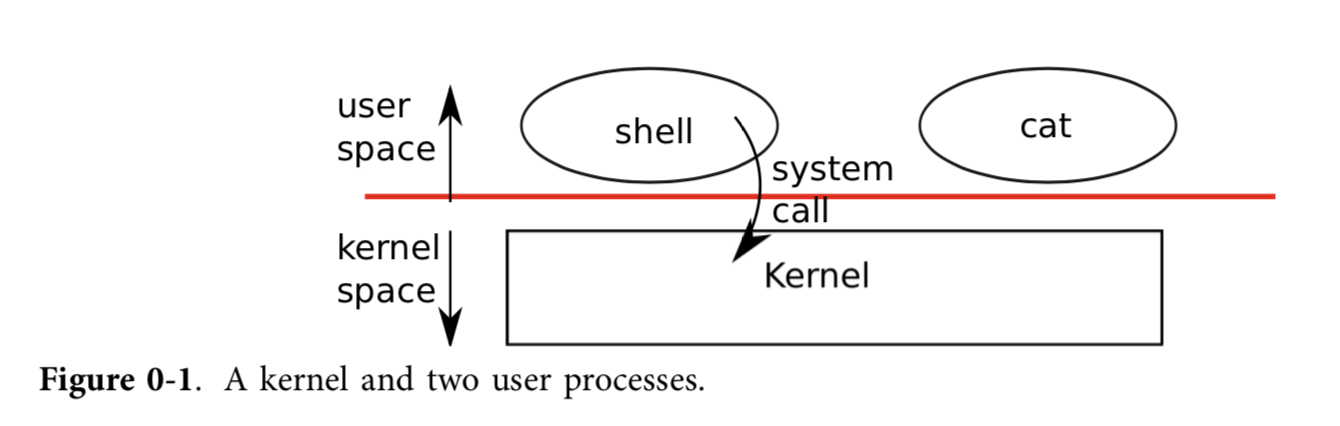 user
space
shell
cat
system
call
kernel
space
Kernel
Figure 0-1. A kernel and two user processes.